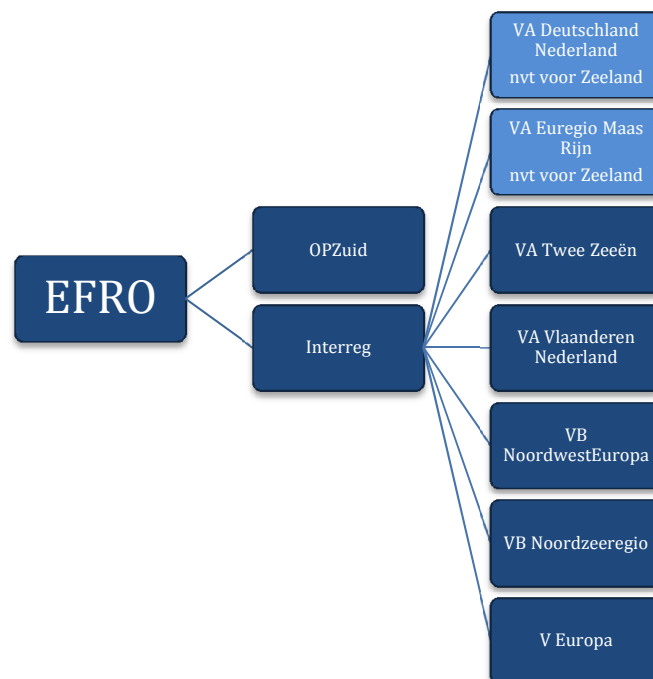 VA Deutschland
Nederland
nvt voor Zeeland
VA Euregio Maas
Rijn
nvt voor Zeeland
OPZuid
VA Twee Zeeën
EFRO
Interreg
VA Vlaanderen
Nederland
VB
NoordwestEuropa
VB Noordzeeregio
V Europa